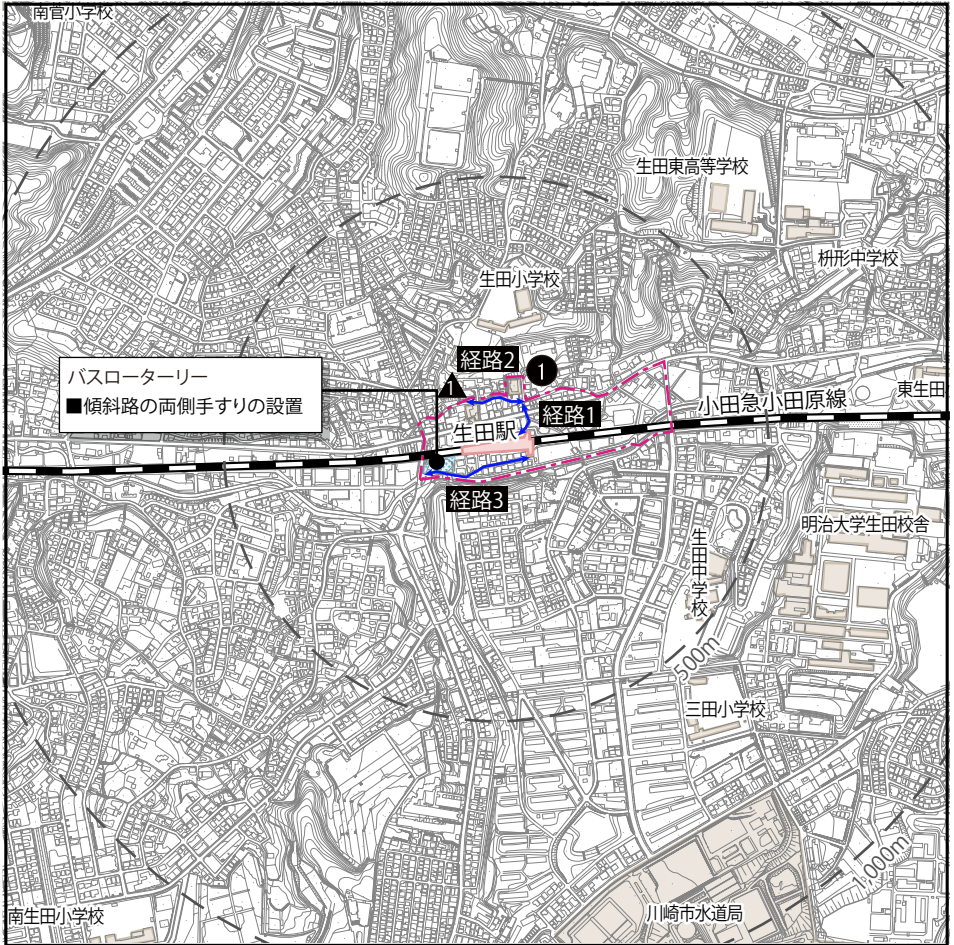 南菅小学校
生田東高等学校
枡形中学校
生田小学校
経路2
1
1
バスローターリー
■傾斜路の両側手すりの設置
東生田
小田急小田原線
経路1
生田駅
経路3
明治大学生田校舎
生田中学校
500m
三田小学校
1,000m
南生田小学校
川崎市水道局